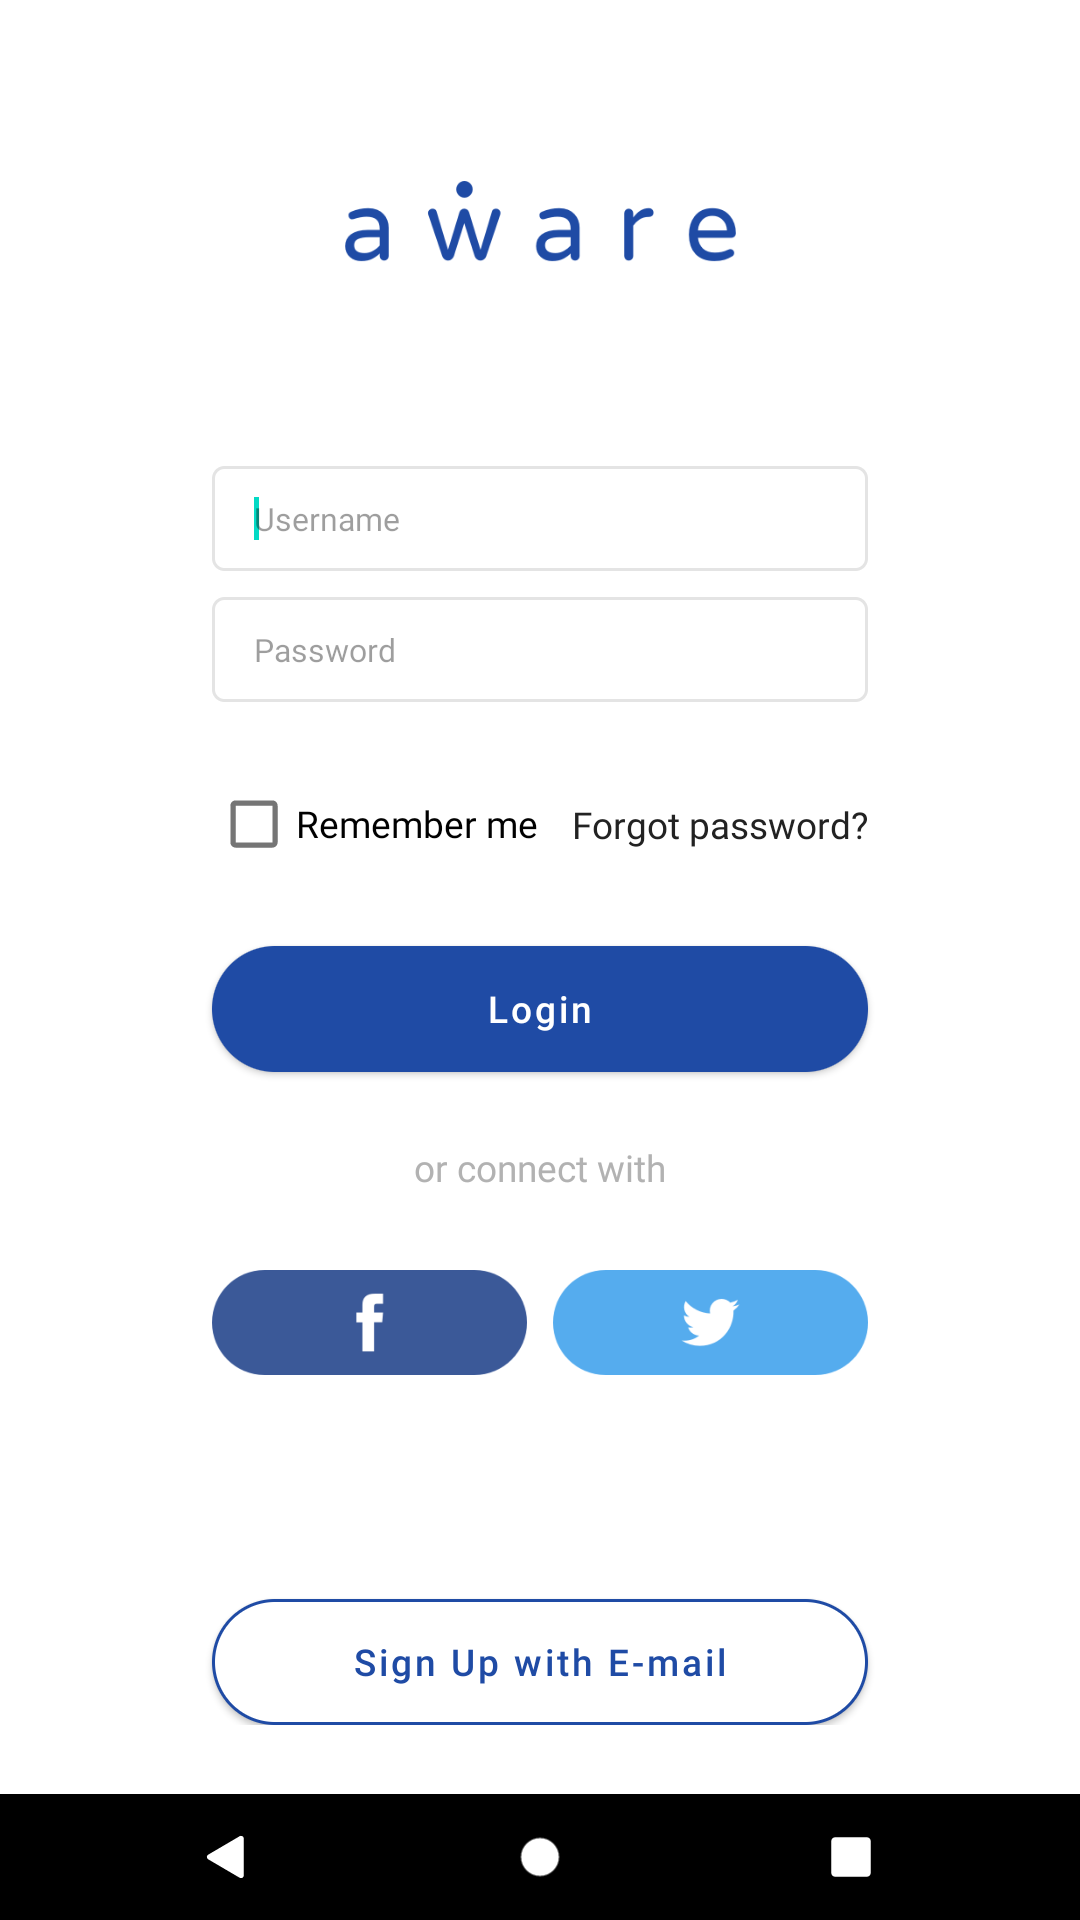 aware
Username
Password
Remember me Forgot password?
Login
or connect with
Sign Up with E-mail